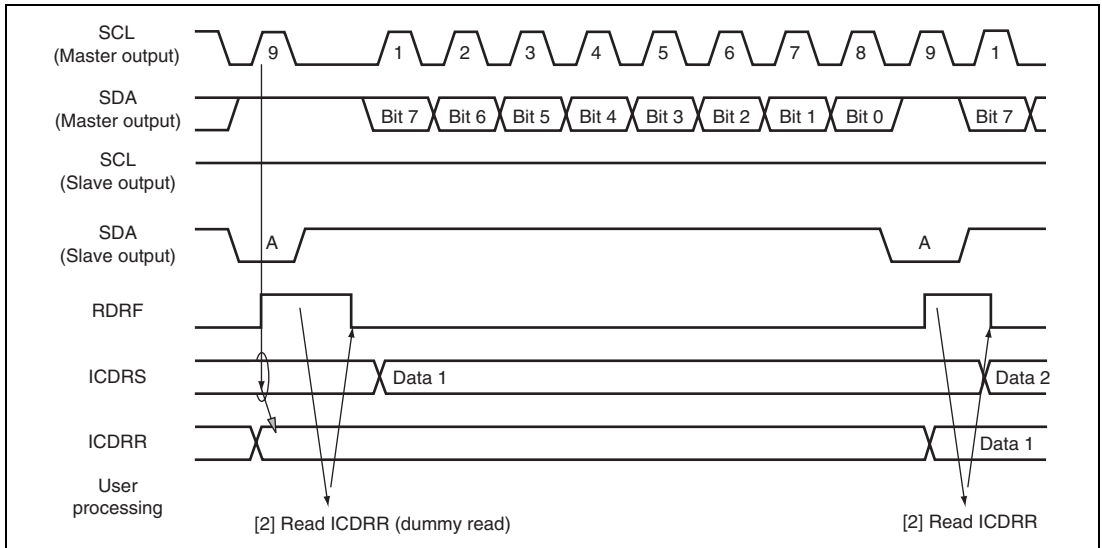 SCL
(Master output)
9 1 2 3 4 5 6 7 8 9 1
SDA
(Master output)
Bit 7 Bit 6 Bit 5 Bit 4 Bit 3 Bit 2 Bit 1 Bit 0 Bit 7
SCL
(Slave output)
SDA
(Slave output)
A A
RDRF
ICDRS
Data 1 Data 2
ICDRR
Data 1
User
processing
[2] Read ICDRR (dummy read) [2] Read ICDRR